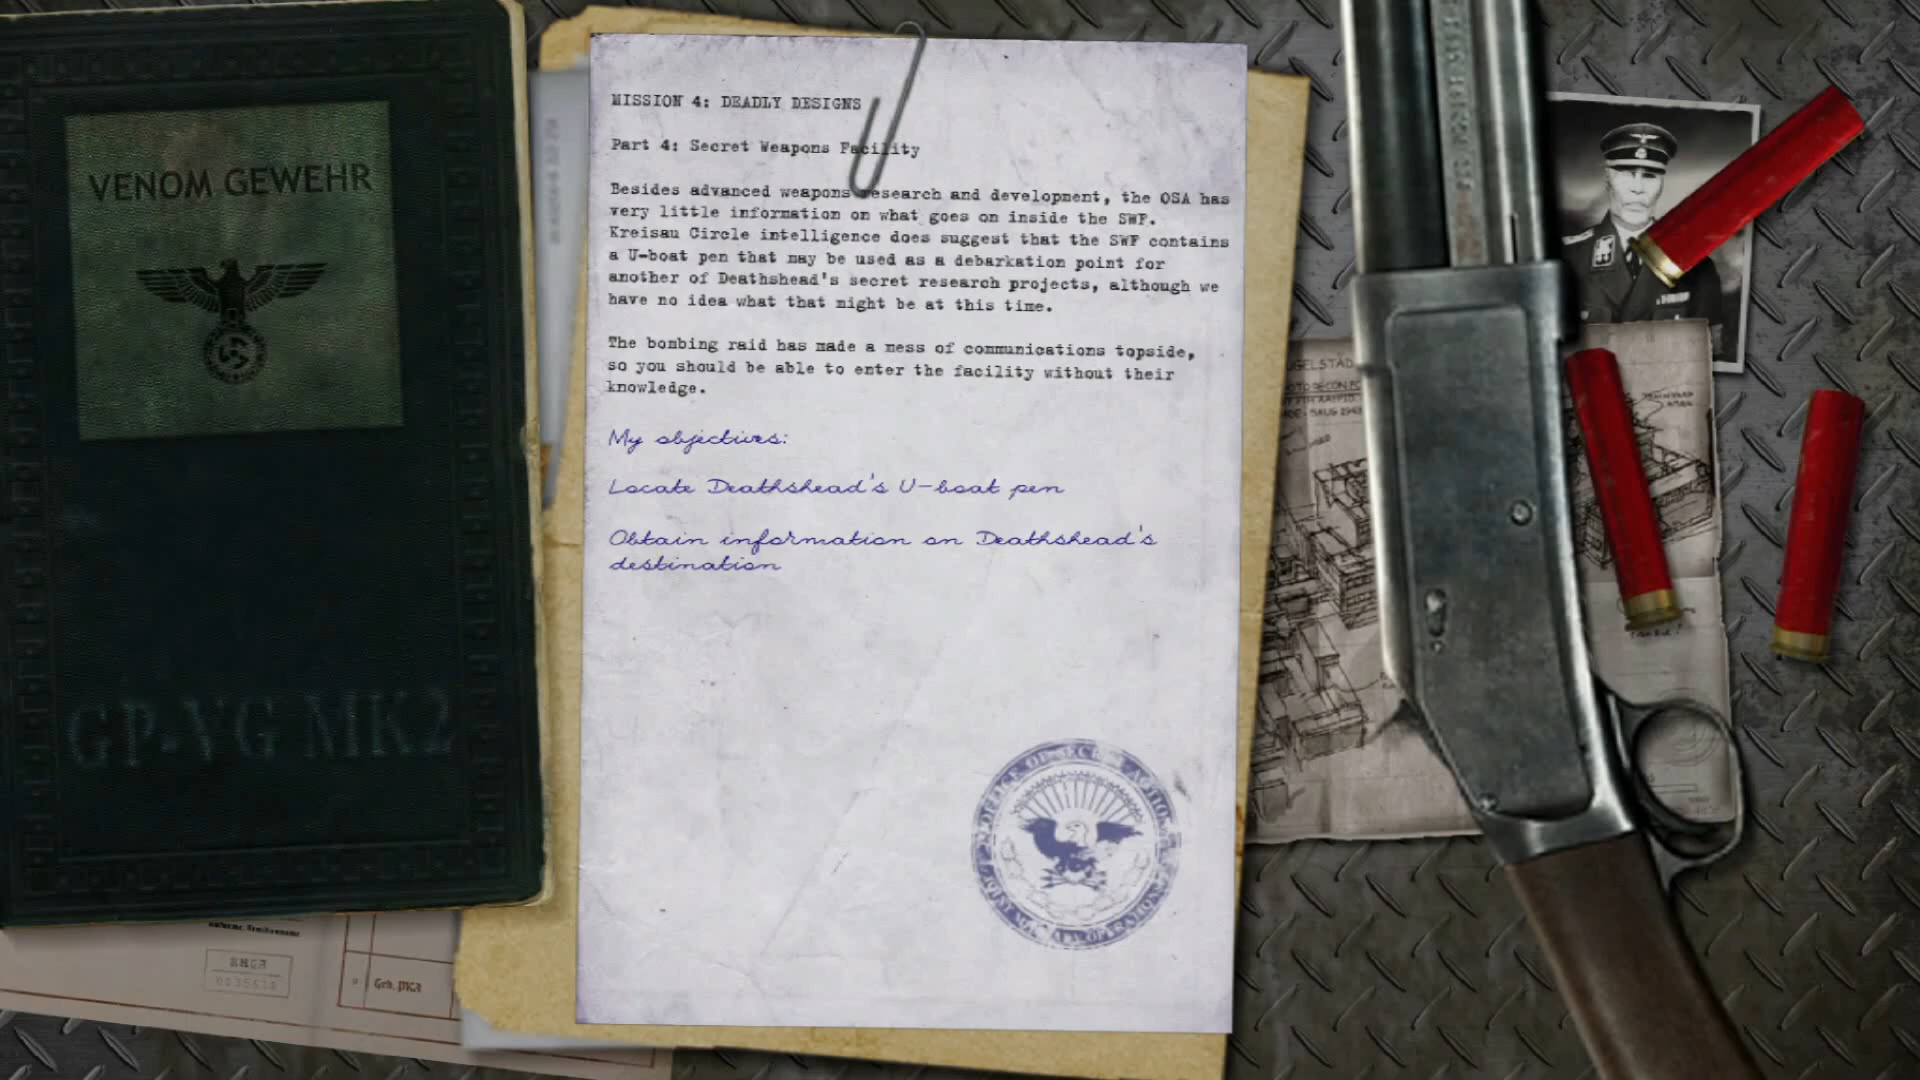 VENOM GEWEHR
GP-VG MK2
MISSION 4: DEADLY DESIGNS
Part 4: Secret Weapons Facility
Besides advanced weapons research and development, the OSA has
very little information on what goes on inside the SWF.
Kreisau Circle intelligence does suggest that the SWF contains
a U-boat pen that may be used as a debarkation point for
another of Deathshead's secret research projects, although we
have no idea what that might be at this time.
The bombing raid has made a mess of communications topside,
so you should be able to enter the facility without their
knowledge.
My objectives:
Locate Deathshead's U-boat pen
Obtain information on Deathshead's
destination
OFFICE OF SECRET ACTIONS
Geb.